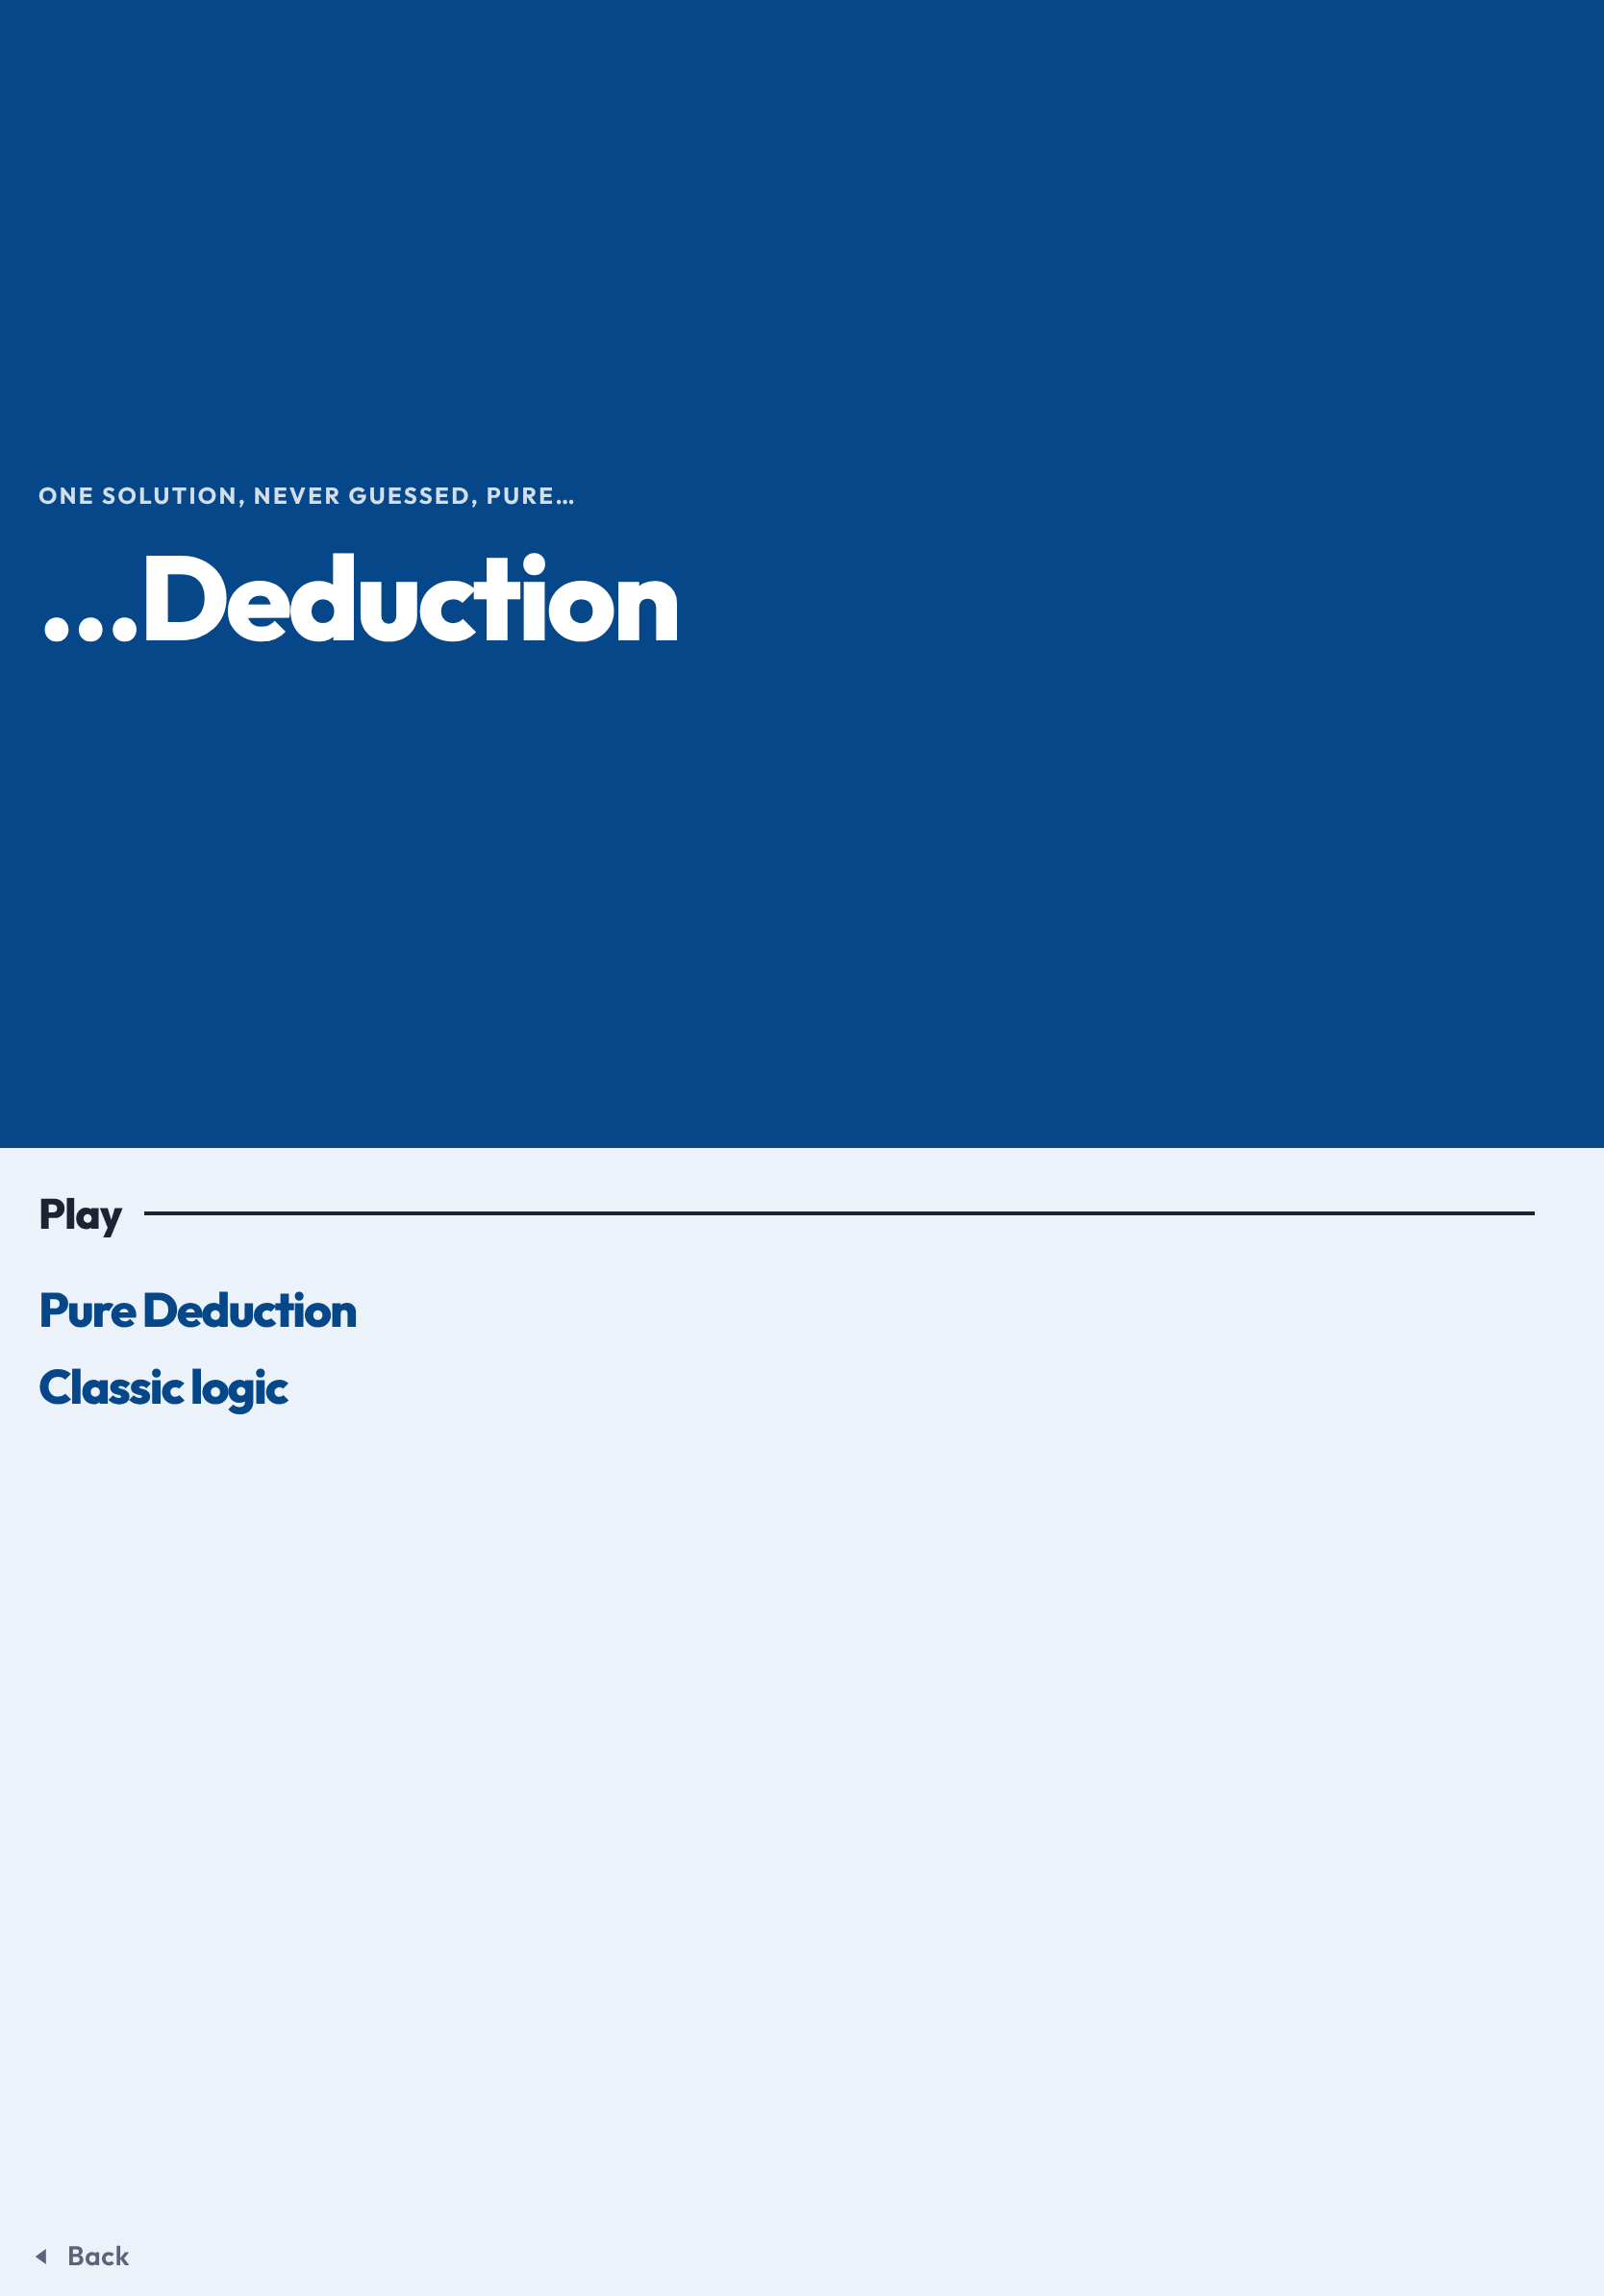 ONE SOLUTION, NEVER GUESSED, PURE…
…Deduction
Play
Pure Deduction
Classic logic
Back